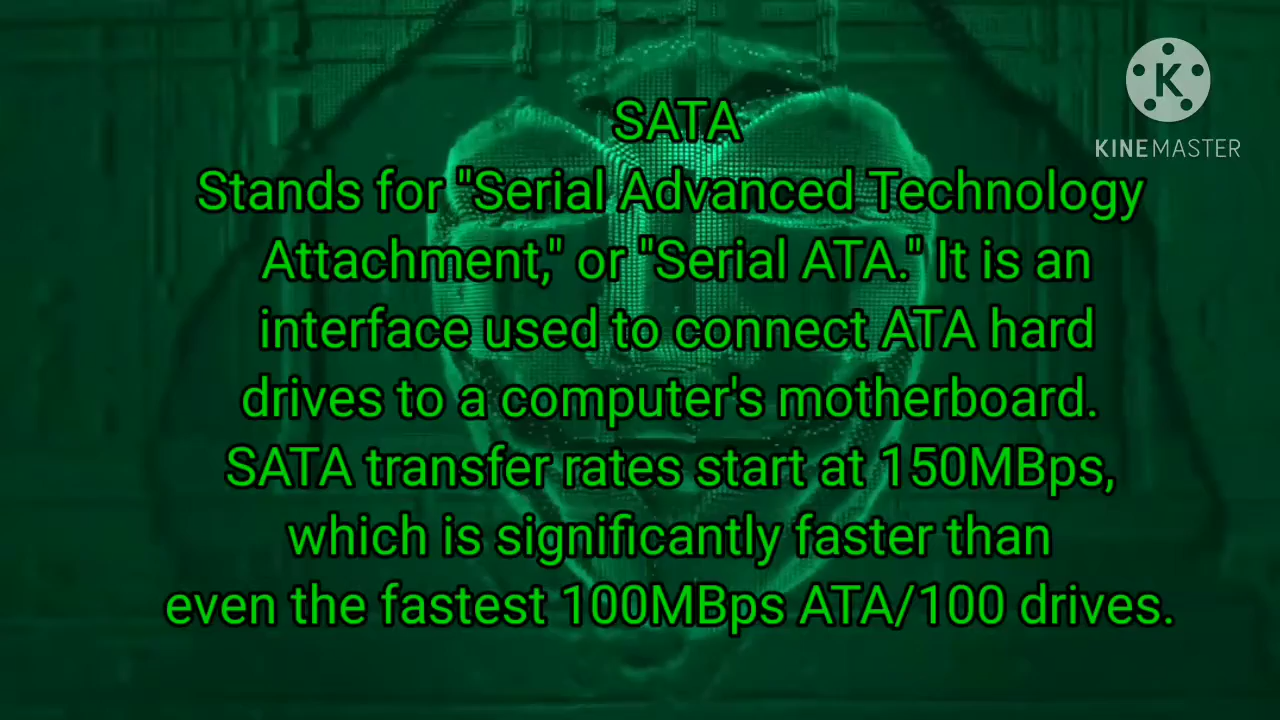 SATA
Stands for "Serial Advanced Technology
Attachment," or "Serial ATA." It is an
interface used to connect ATA hard
drives to a computer's motherboard.
SATA transfer rates start at 150MBps,
which is significantly faster than
even the fastest 100MBps ATA/100 drives.
K
KINEMASTER